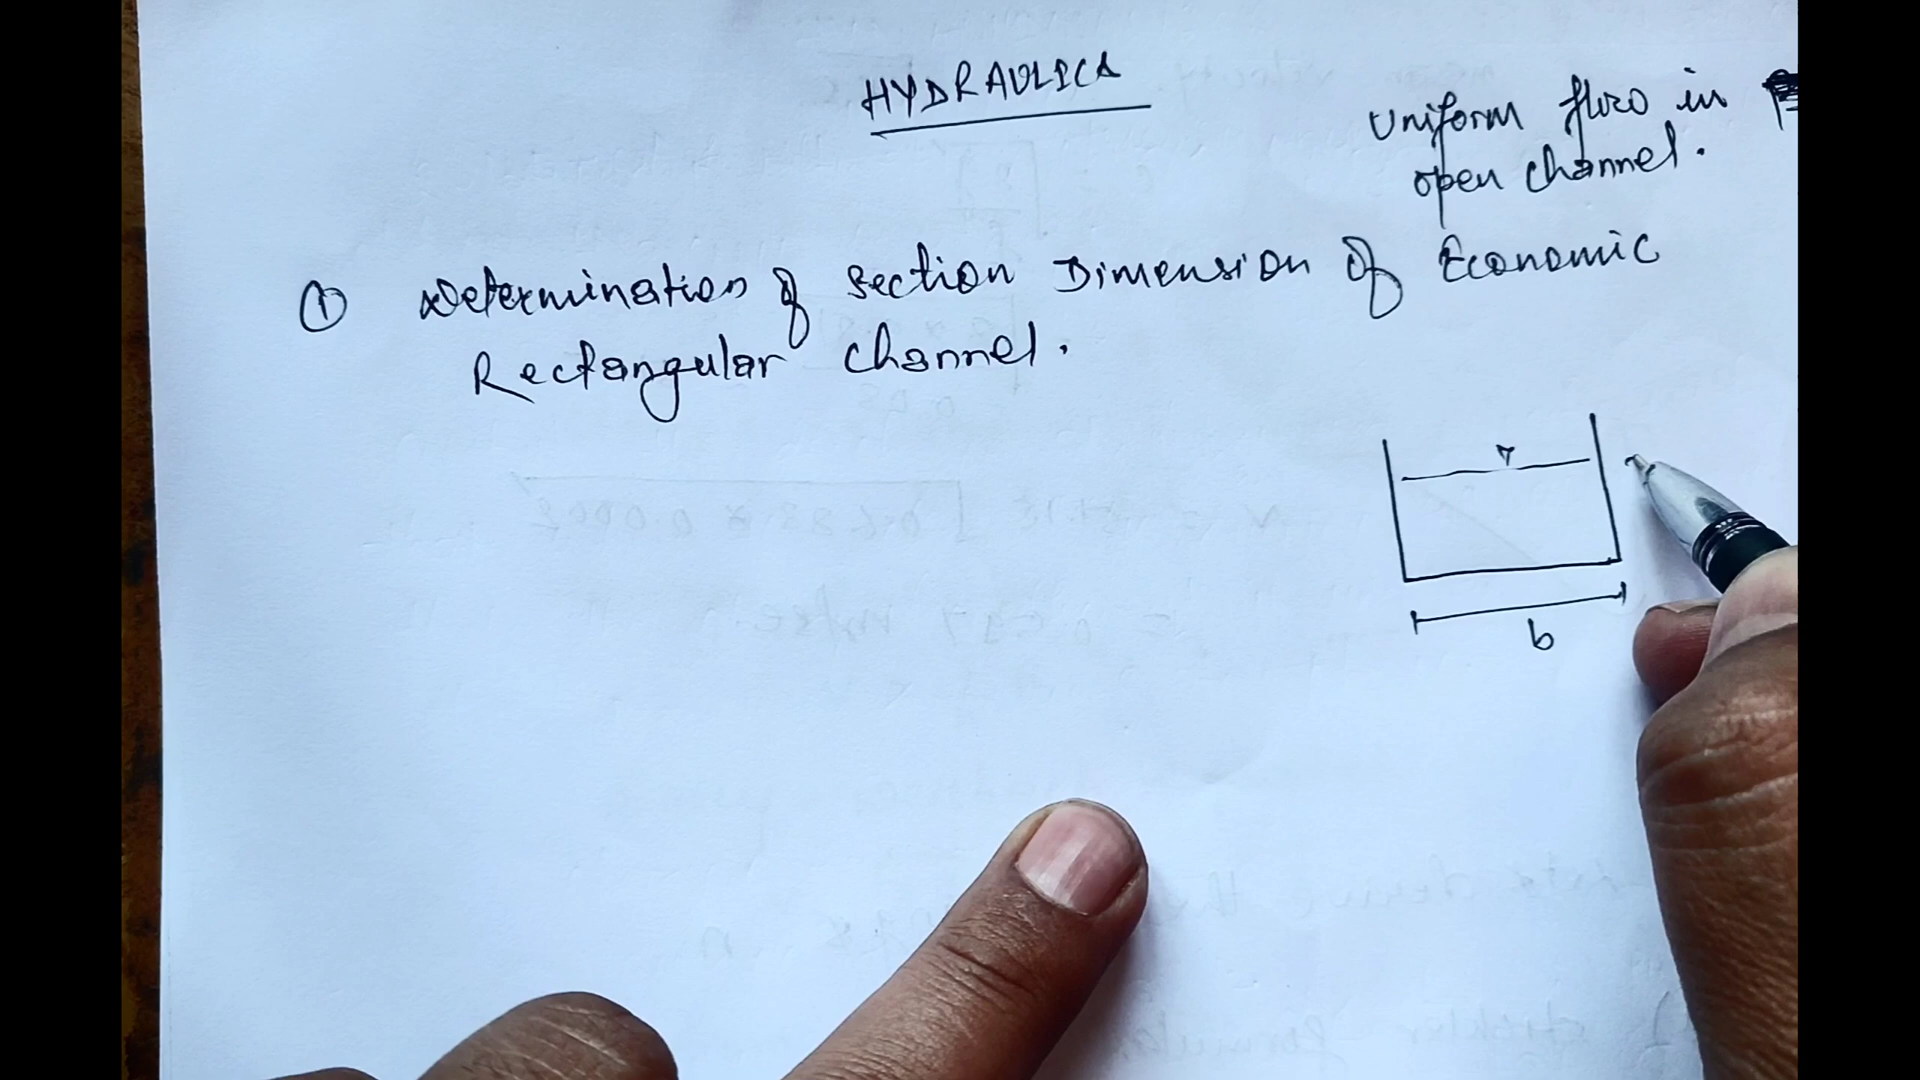 HYDRAULICS
Uniform flow in
open channel.
① Determination of Section Dimension Of Economic
Rectangular channel.
b